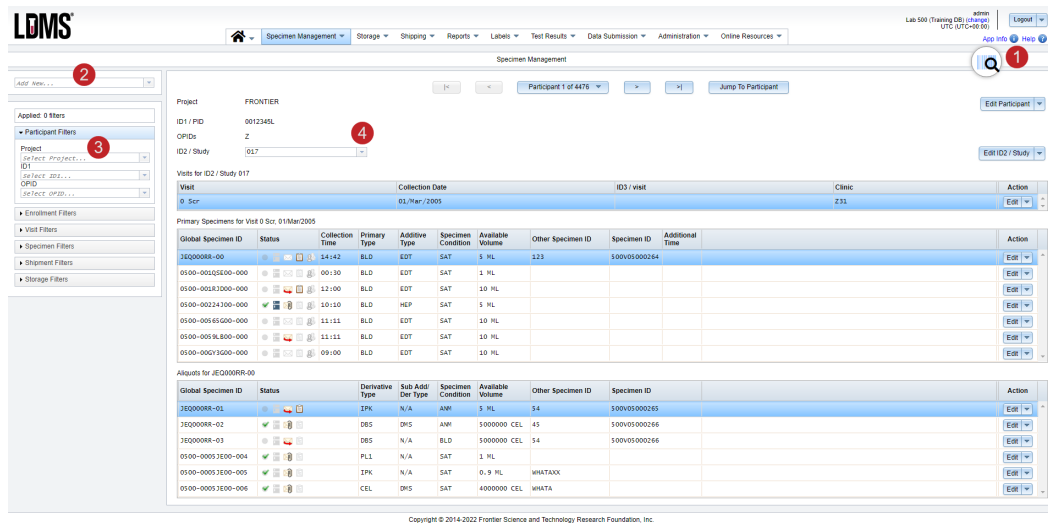 LDMS®
admin
Lab 500 (Training DB) (change)
UTC (UTC+00:00)
Logout
Specimen Management Storage Shipping Reports Labels Test Results Data Submission Administration Online Resources
App Info Help
Specimen Management
1
2
Add New...
|< < Participant 1 of 4476 > >| Jump To Participant
Project FRONTIER
Edit Participant
ID1 / PID 0012345L
OPIDs Z
4
ID2 / Study 017
Edit ID2 / Study
Applied: 0 filters
Participant Filters
3
Project
Select Project...
ID1
Select ID1...
OPID
Select OPID...
Enrollment Filters
Visit Filters
Specimen Filters
Shipment Filters
Storage Filters
Visits for ID2 / Study 017
Visit Collection Date ID3 / visit Clinic Action
0 Scr 01/Mar/2005 Z31 Edit
Primary Specimens for Visit 0 Scr, 01/Mar/2005
Global Specimen ID Status Collection Time Primary Type Additive Type Specimen Condition Available Volume Other Specimen ID Specimen ID Additional Time Action
JEQ000RR-00 14:42 BLD EDT SAT 5 ML 123 500V05000264 Edit
0500-001QSE00-000 00:30 BLD EDT SAT 1 ML Edit
0500-001RJD00-000 12:00 BLD EDT SAT 10 ML Edit
0500-00224J00-000 10:10 BLD HEP SAT 5 ML Edit
0500-00565G00-000 11:11 BLD EDT SAT 10 ML Edit
0500-0059LB00-000 11:11 BLD EDT SAT 10 ML Edit
0500-00GY3G00-000 09:00 BLD EDT SAT 10 ML Edit
Aliquots for JEQ000RR-00
Global Specimen ID Status Derivative Type Sub Add/ Der Type Specimen Condition Available Volume Other Specimen ID Specimen ID Action
JEQ000RR-01 IPK N/A ANM 5 ML 54 500V05000265 Edit
JEQ000RR-02 DBS DMS ANM 5000000 CEL 45 500V05000266 Edit
JEQ000RR-03 DBS N/A BLD 5000000 CEL 54 500V05000266 Edit
0500-0005JE00-004 PL1 N/A SAT 1 ML Edit
0500-0005JE00-005 IPK N/A SAT 0.9 ML WHATAXX Edit
0500-0005JE00-006 CEL DMS SAT 4000000 CEL WHATA Edit
Copyright © 2014-2022 Frontier Science and Technology Research Foundation, Inc.